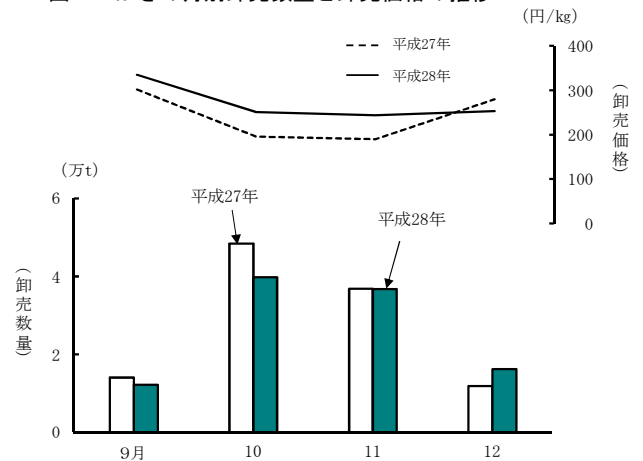 (円/㎏)
平成27年
平成28年
400
300
200
100
0
(卸売価格)
(万t)
平成27年
平成28年
6
4
2
0
(卸売数量)
9月
10
11
12